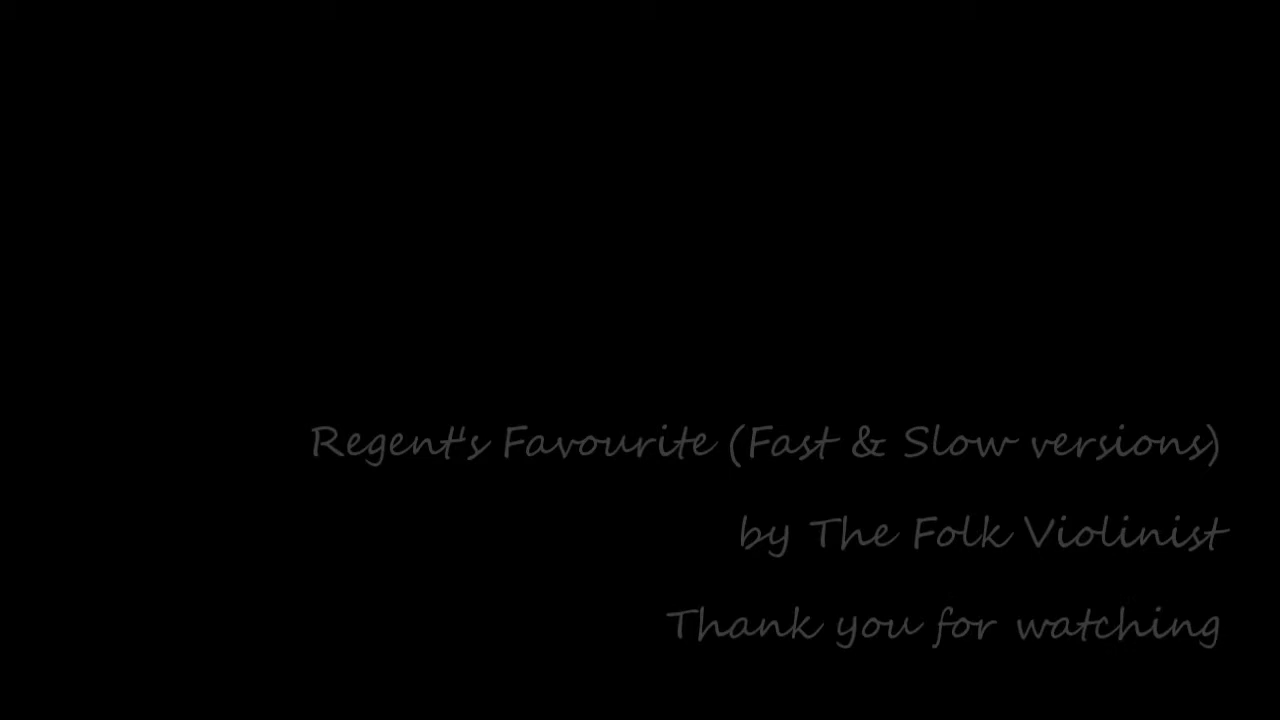 Regent's Favourite (Fast & Slow versions)
by The Folk Violinist
Thank you for watching